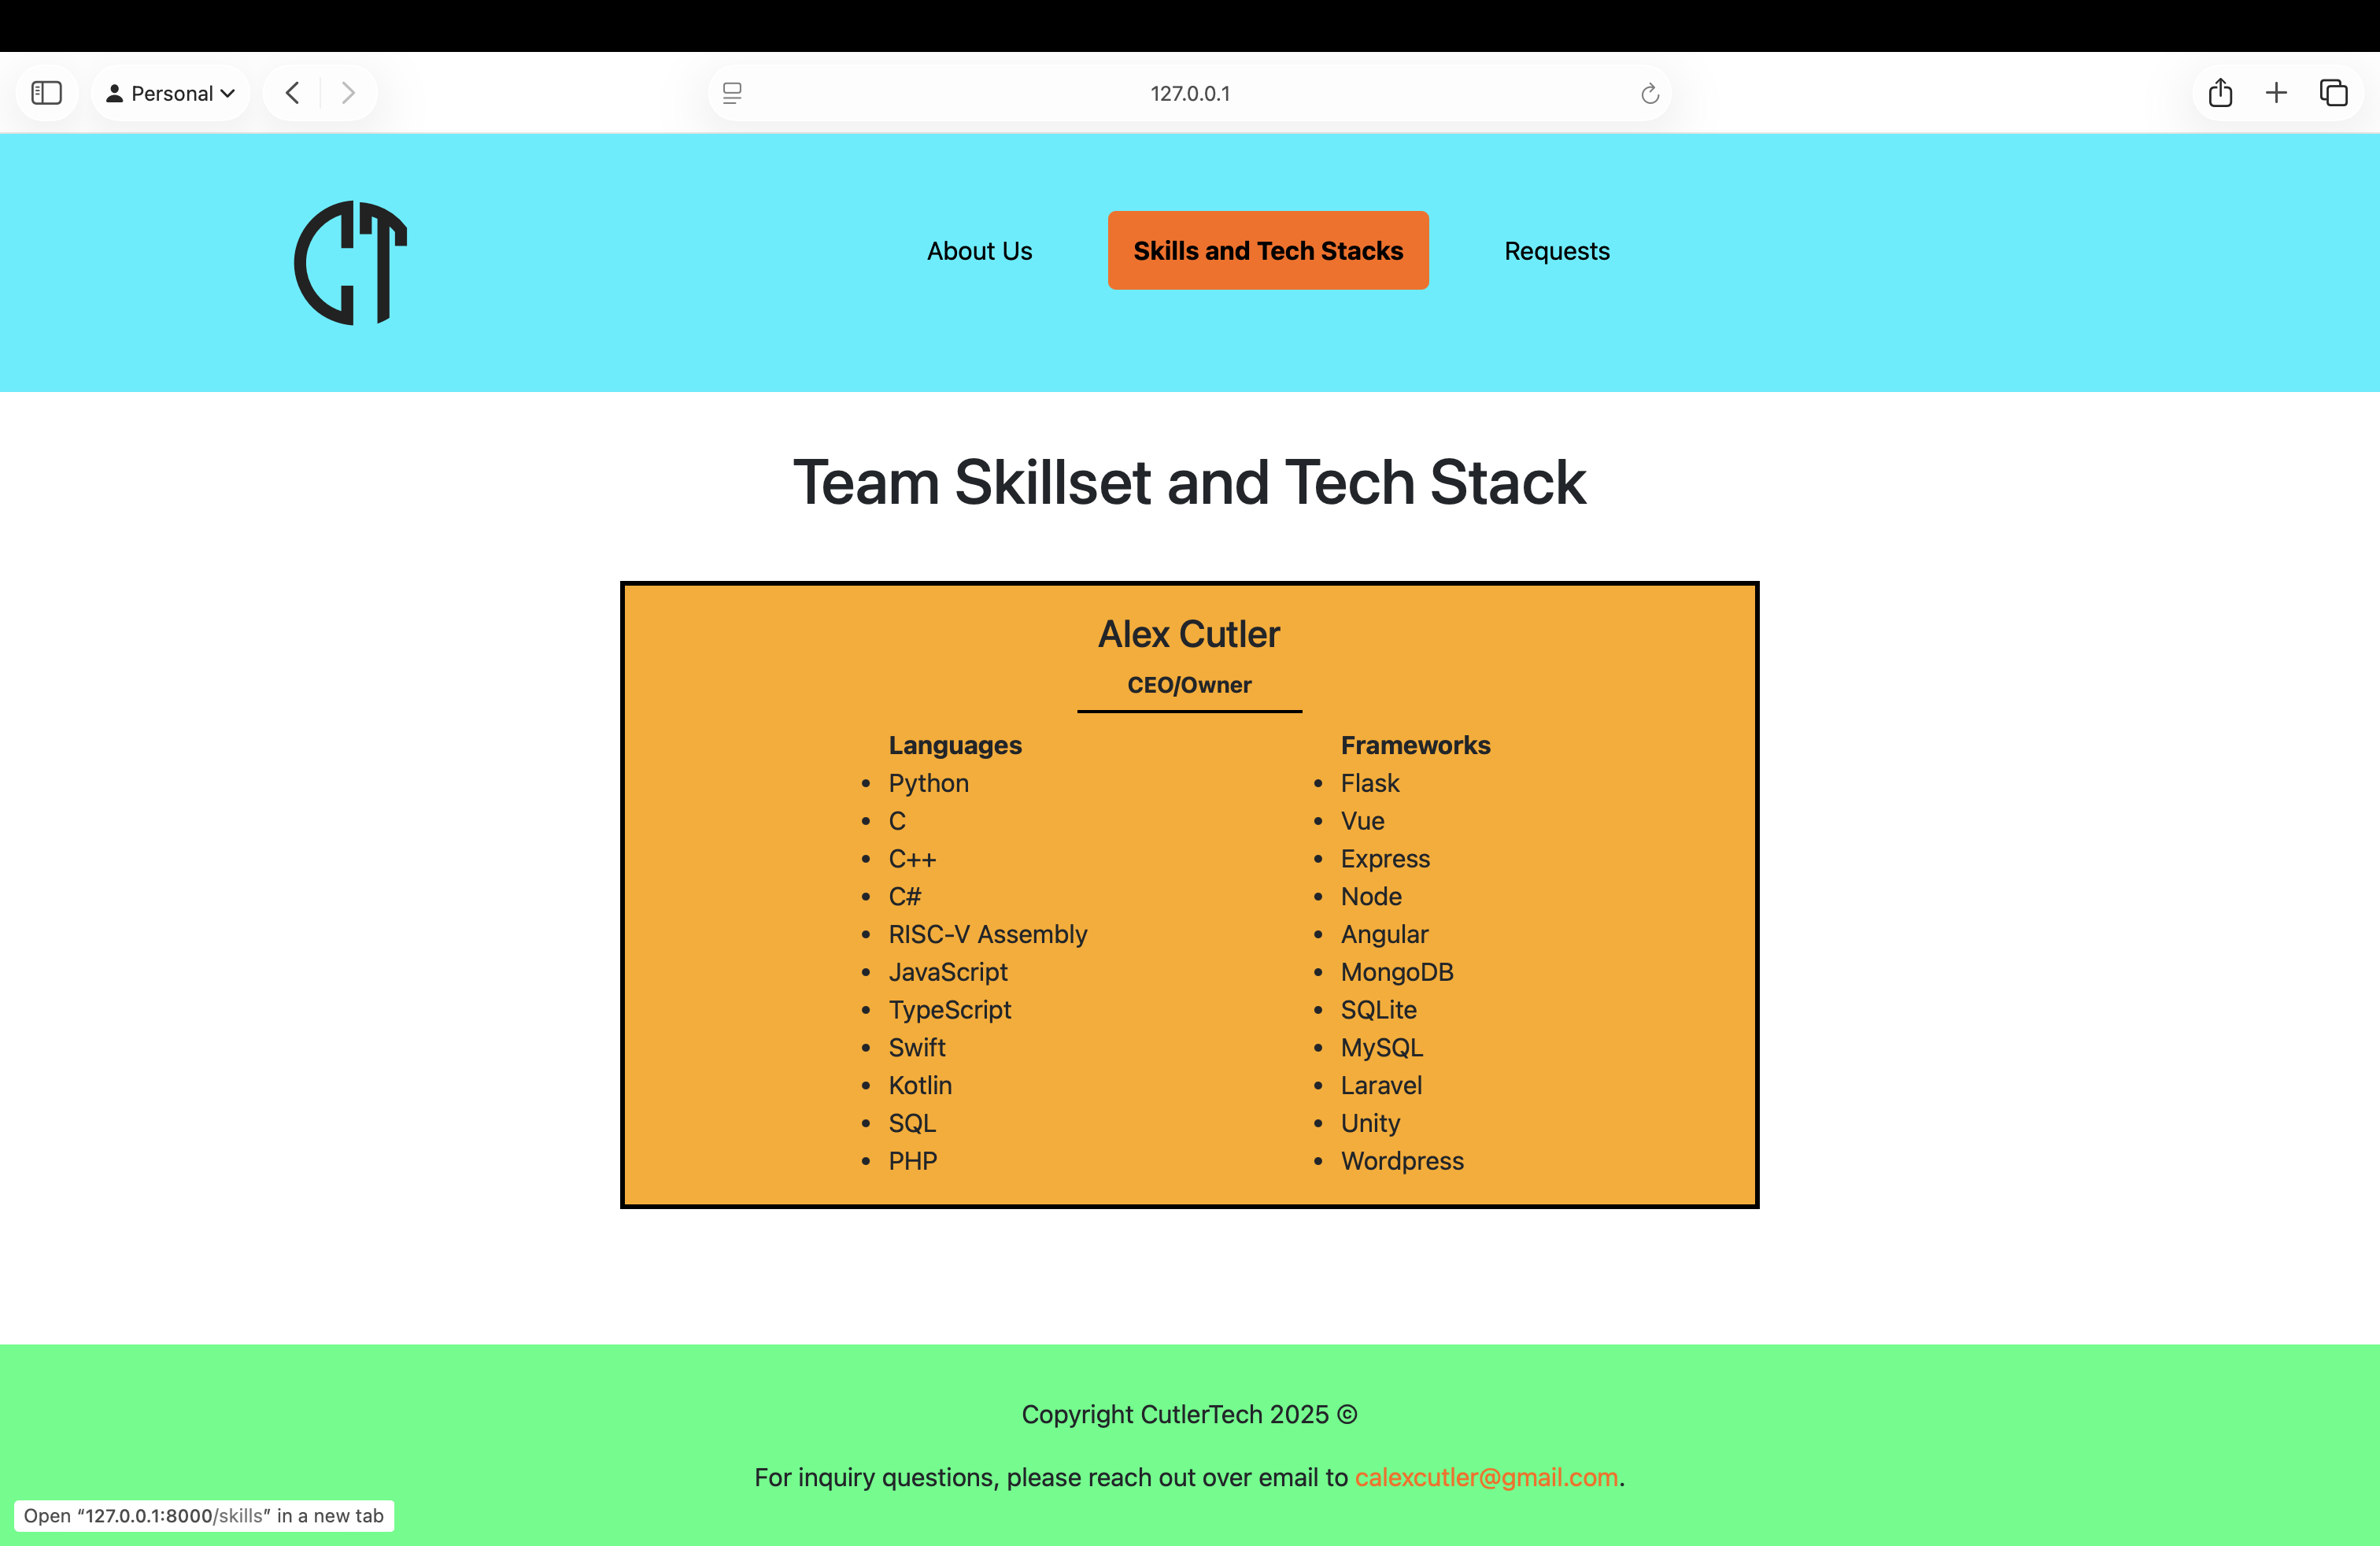 Personal
127.0.0.1
CT
About Us
Skills and Tech Stacks
Requests
Team Skillset and Tech Stack
Alex Cutler
CEO/Owner
Languages
• Python
• C
• C++
• C#
• RISC-V Assembly
• JavaScript
• TypeScript
• Swift
• Kotlin
• SQL
• PHP
Frameworks
• Flask
• Vue
• Express
• Node
• Angular
• MongoDB
• SQLite
• MySQL
• Laravel
• Unity
• Wordpress
Copyright CutlerTech 2025 ©
For inquiry questions, please reach out over email to calexcutler@gmail.com.
Open “127.0.0.1:8000/skills” in a new tab